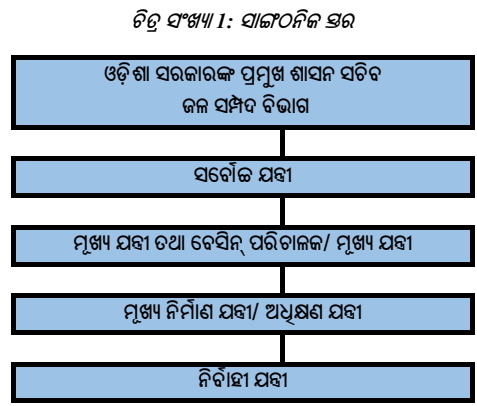 ଚିତ୍ର ସଂଖ୍ୟା 1: ସାଙ୍ଗଠନିକ ସ୍ତର
ଓଡ଼ିଶା ସରକାରଙ୍କ ପ୍ରମୁଖ ଶାସନ ସଚିବ
ଜଳ ସମ୍ପଦ ବିଭାଗ
ସର୍ବୋଚ୍ଚ ଯନ୍ତ୍ରୀ
ମୂଖ୍ୟ ଯନ୍ତ୍ରୀ ତଥା ବେସିନ୍ ପରିଚାଳକ/ ମୂଖ୍ୟ ଯନ୍ତ୍ରୀ
ମୂଖ୍ୟ ନିର୍ମାଣ ଯନ୍ତ୍ରୀ/ ଅଧିକ୍ଷଣ ଯନ୍ତ୍ରୀ
ନିର୍ବାହୀ ଯନ୍ତ୍ରୀ